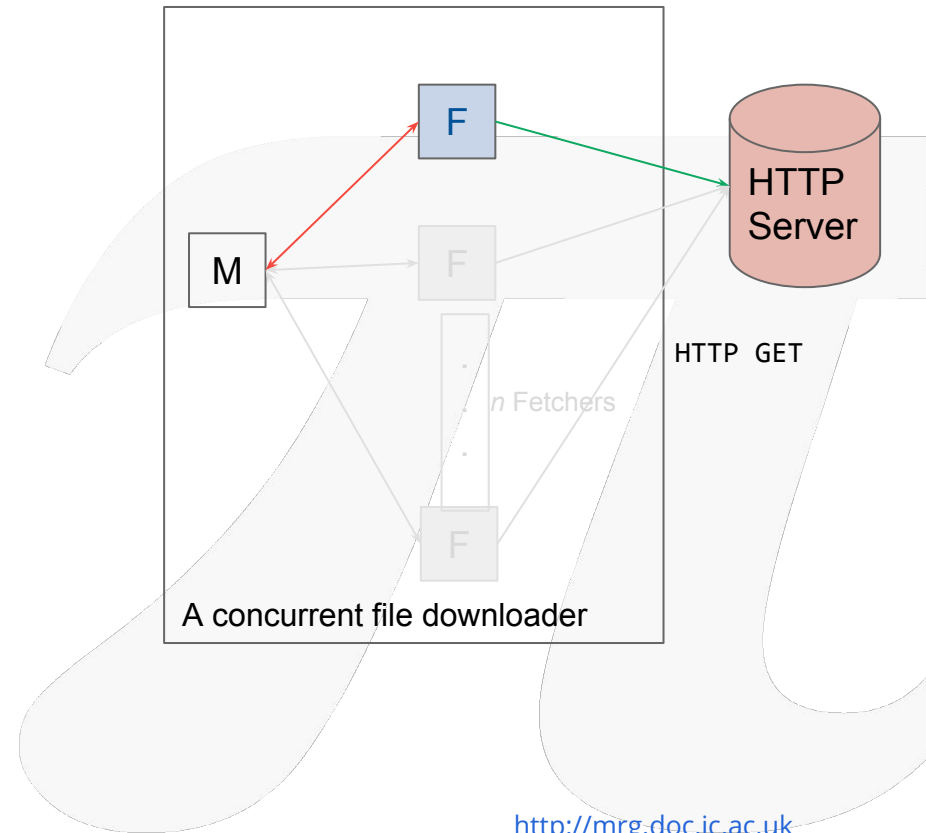 F
HTTP
Server
M
F
HTTP GET
.
.
n Fetchers
.
F
A concurrent file downloader
http://mrg.doc.ic.ac.uk